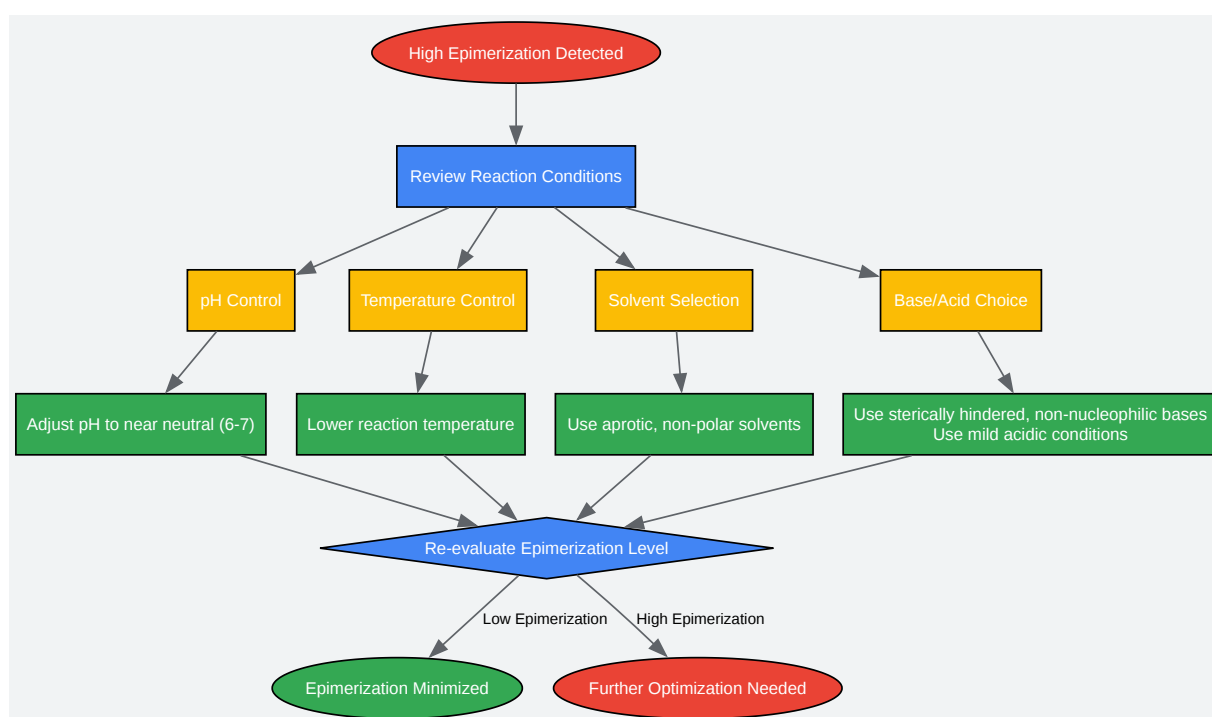 High Epimerization Detected
Review Reaction Conditions
pH Control
Temperature Control
Solvent Selection
Base/Acid Choice
Adjust pH to near neutral (6-7)
Lower reaction temperature
Use aprotic, non-polar solvents
Use sterically hindered, non-nucleophilic bases
Use mild acidic conditions
Re-evaluate Epimerization Level
Low Epimerization
High Epimerization
Epimerization Minimized
Further Optimization Needed